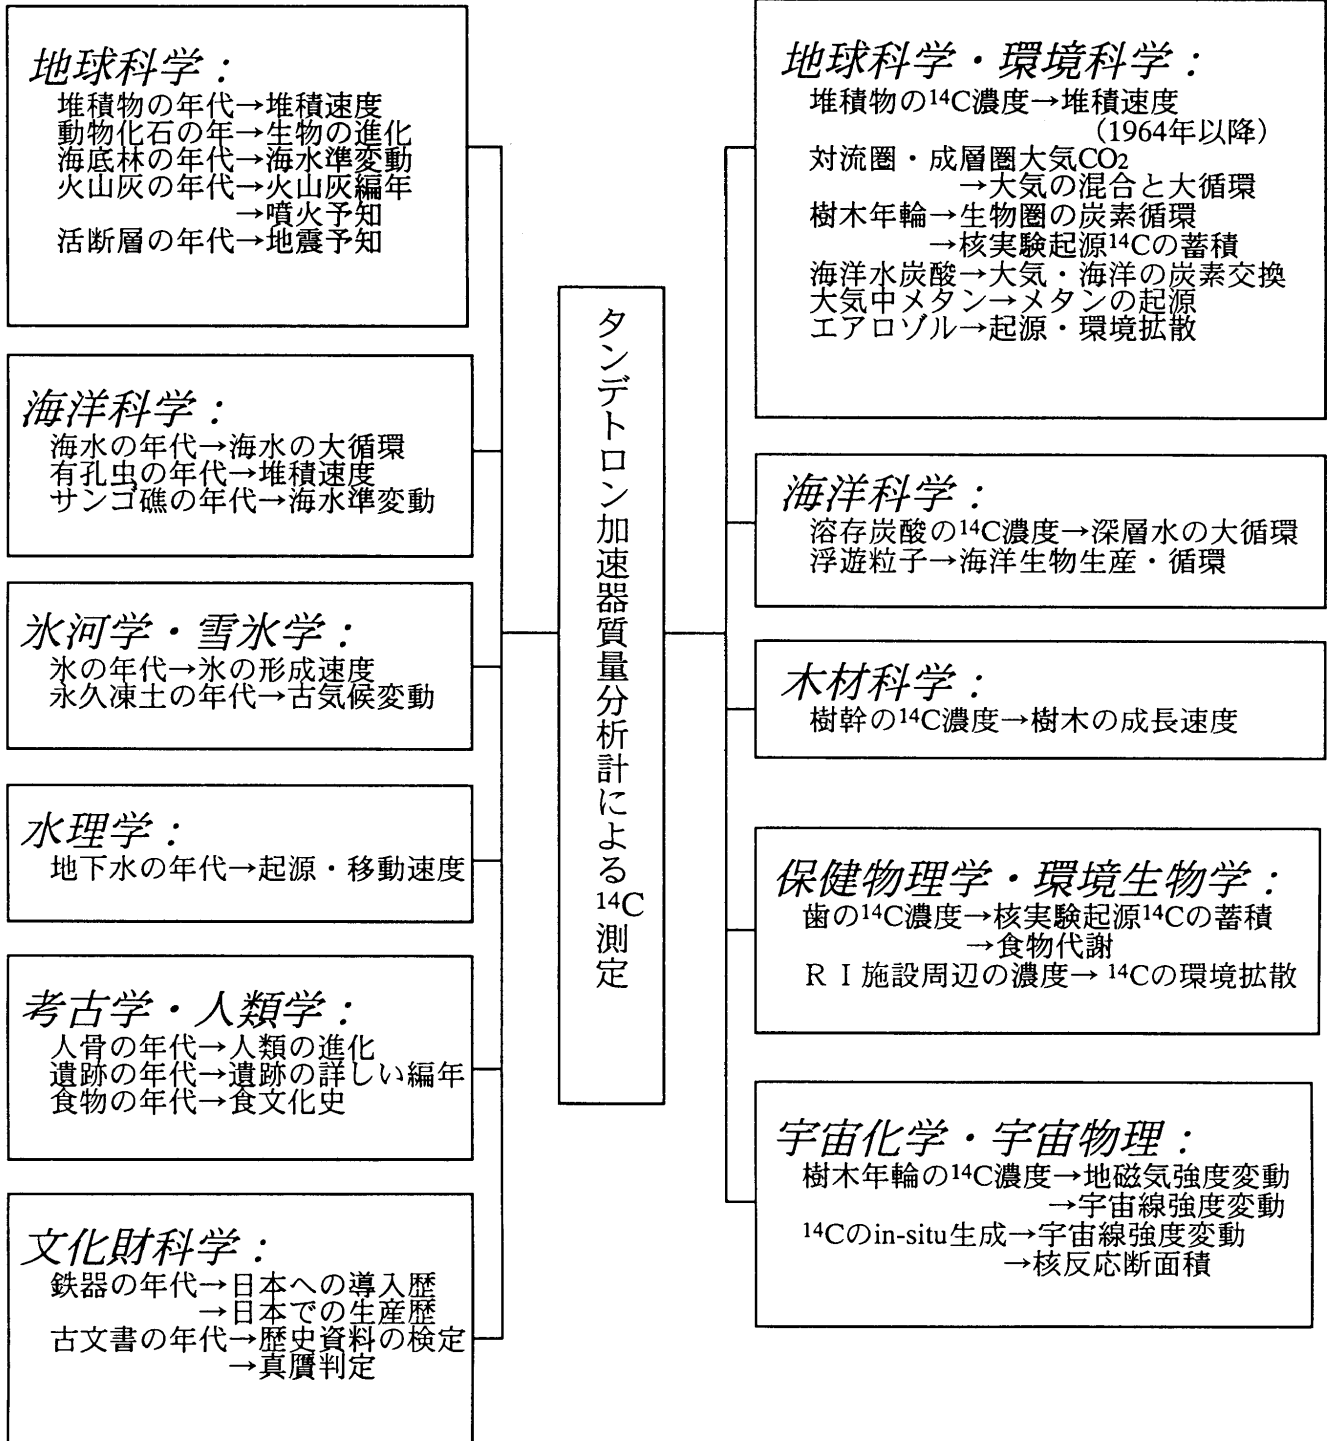 地球科学：
堆積物の年代→堆積速度
動物化石の年→生物の進化
海底林の年代→海水準変動
火山灰の年代→火山灰編年
→噴火予知
活断層の年代→地震予知
海洋科学：
海水の年代→海水の大循環
有孔虫の年代→堆積速度
サンゴ礁の年代→海水準変動
氷河学・雪氷学：
氷の年代→氷の形成速度
永久凍土の年代→古気候変動
水理学：
地下水の年代→起源・移動速度
考古学・人類学：
人骨の年代→人類の進化
遺跡の年代→遺跡の詳しい編年
食物の年代→食文化史
文化財科学：
鉄器の年代→日本への導入歴
→日本での生産歴
古文書の年代→歴史資料の検定
→真贋判定
タンデトロン加速器質量分析計による¹⁴C測定
地球科学・環境科学：
堆積物の¹⁴C濃度→堆積速度
（1964年以降）
対流圏・成層圏大気CO₂
→大気の混合と大循環
樹木年輪→生物圏の炭素循環
→核実験起源¹⁴Cの蓄積
海洋水炭酸→大気・海洋の炭素交換
大気中メタン→メタンの起源
エアロゾル→起源・環境拡散
海洋科学：
溶存炭酸の¹⁴C濃度→深層水の大循環
浮遊粒子→海洋生物生産・循環
木材科学：
樹幹の¹⁴C濃度→樹木の成長速度
保健物理学・環境生物学：
歯の¹⁴C濃度→核実験起源¹⁴Cの蓄積
→食物代謝
ＲＩ施設周辺の濃度→ ¹⁴Cの環境拡散
宇宙化学・宇宙物理：
樹木年輪の¹⁴C濃度→地磁気強度変動
→宇宙線強度変動
¹⁴Cのin-situ生成→宇宙線強度変動
→核反応断面積